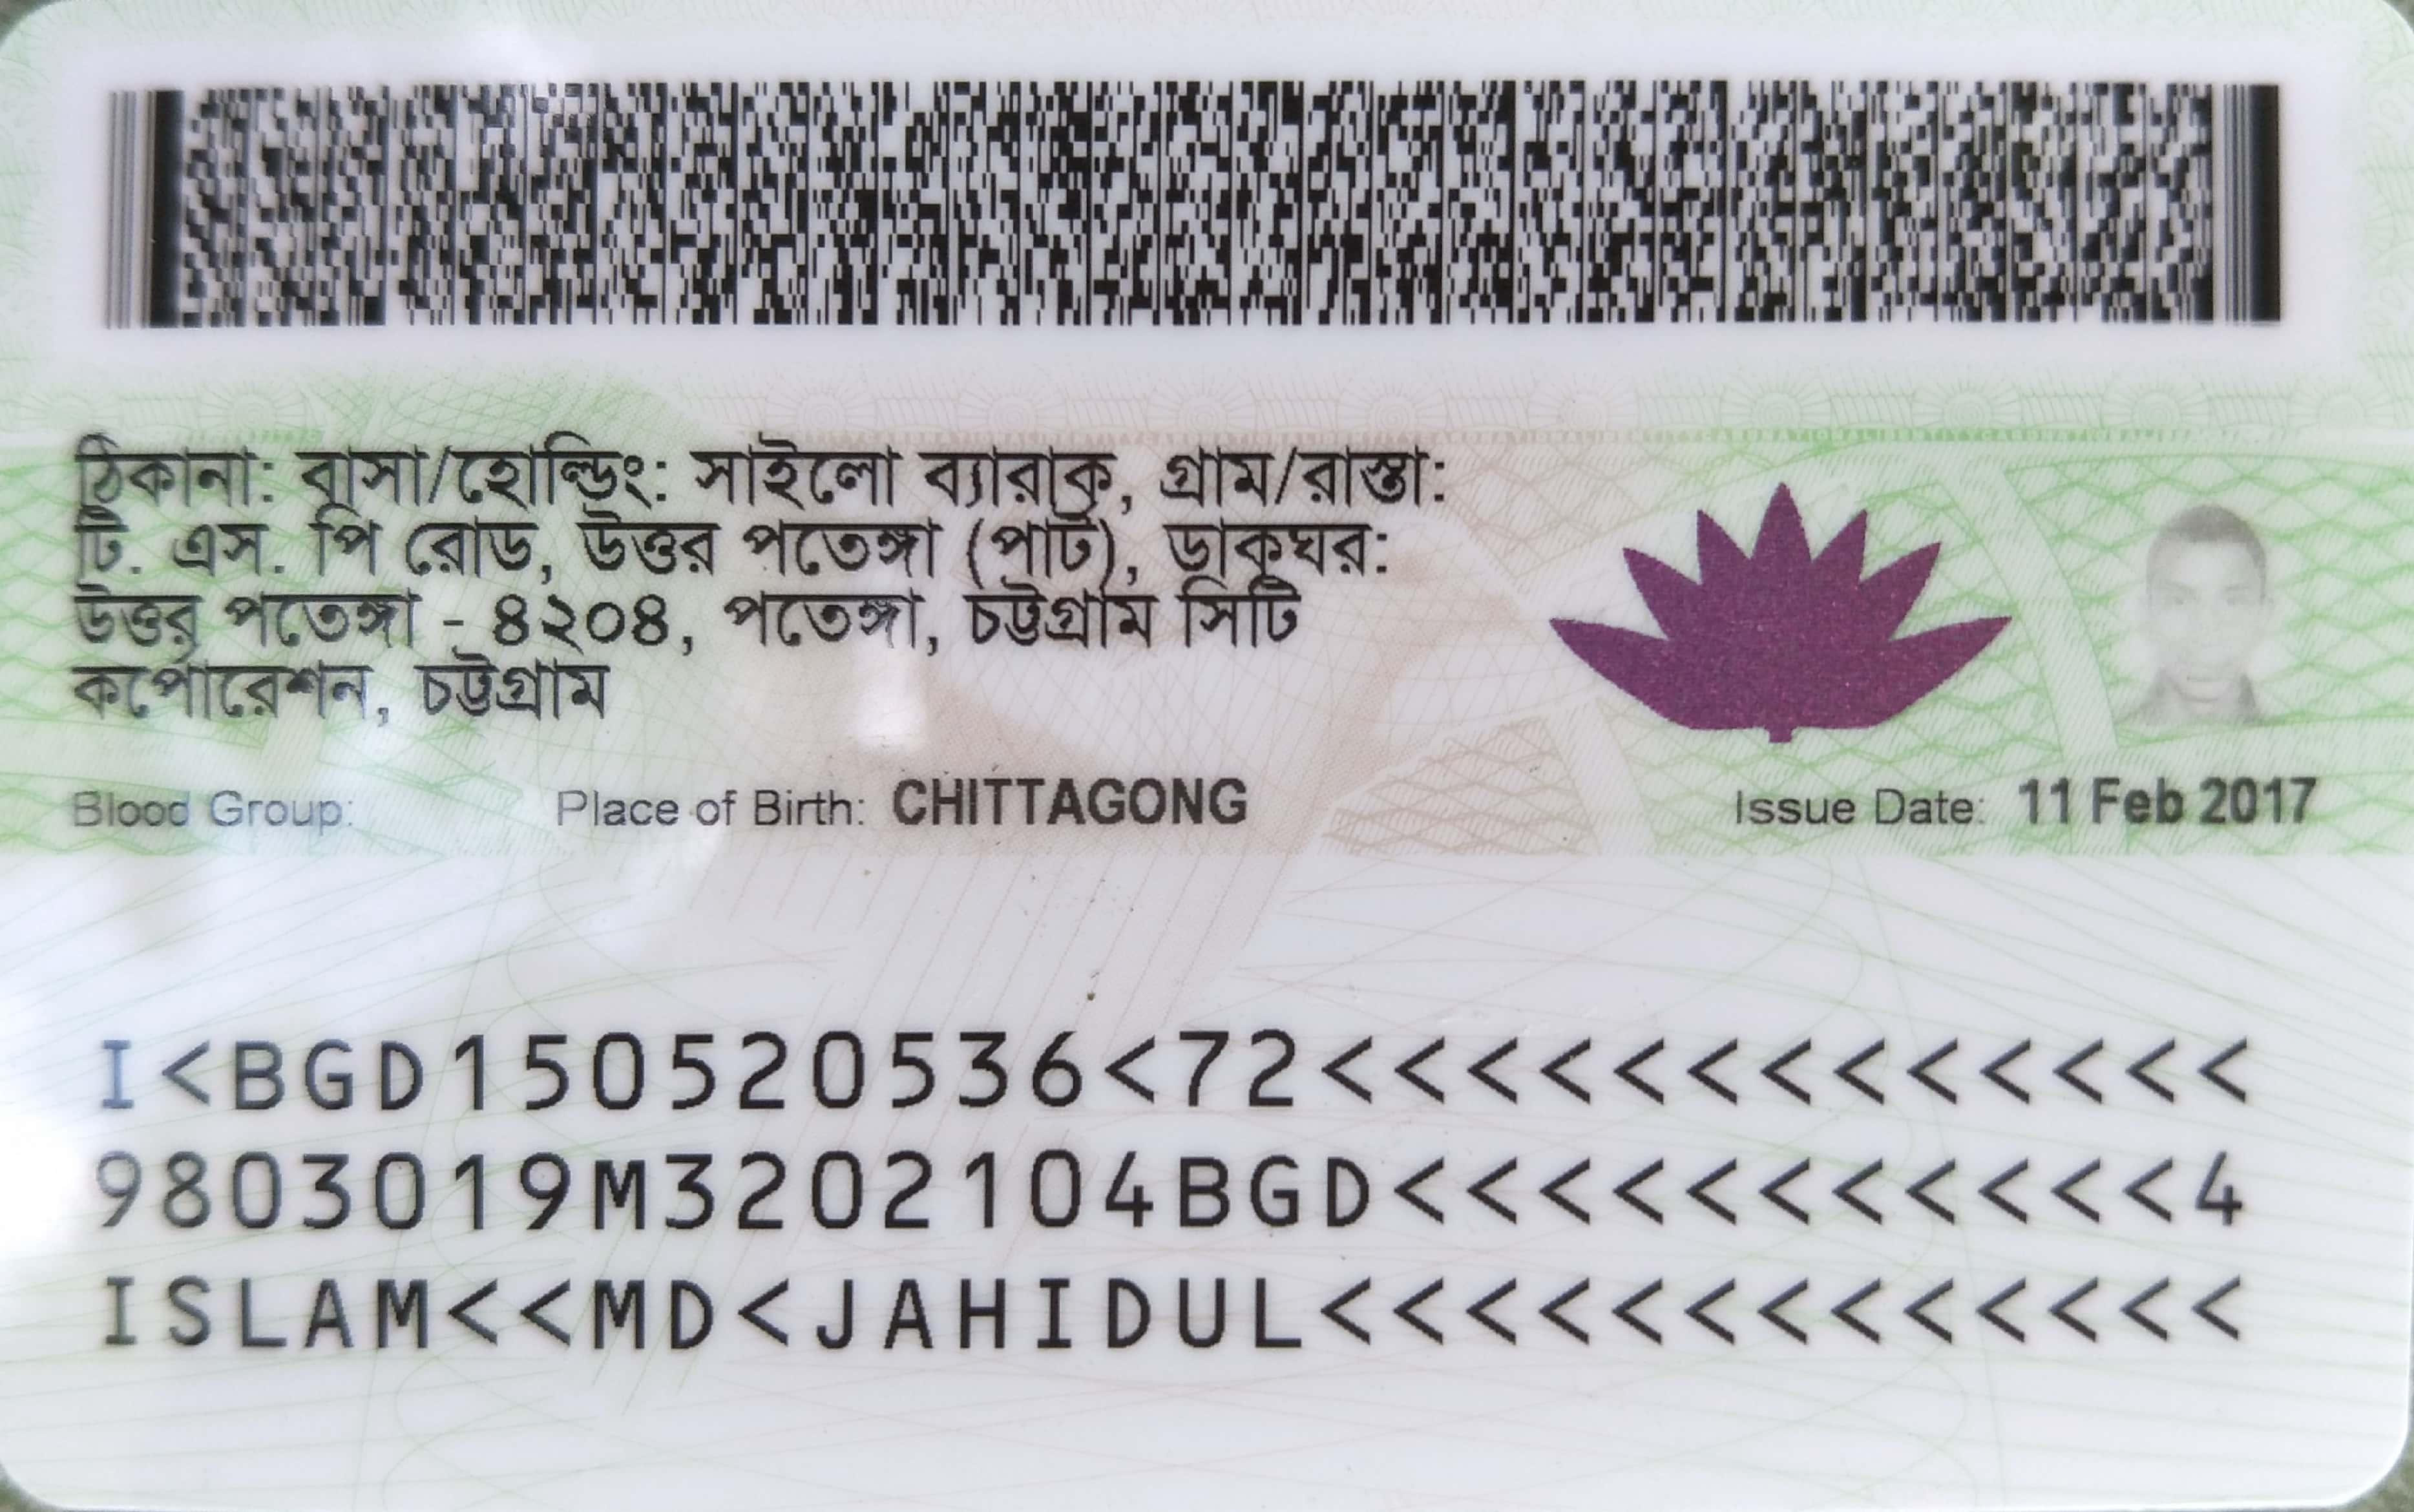 ঠিকানা: বাসা/হোল্ডিং: সাইলো ব্যারাক, গ্রাম/রাস্তা:
টি. এস. পি রোড, উত্তর পতেঙ্গা (পার্ট), ডাকঘর:
উত্তর পতেঙ্গা - ৪২০৪, পতেঙ্গা, চট্টগ্রাম সিটি
কর্পোরেশন, চট্টগ্রাম
Blood Group: Place of Birth: CHITTAGONG Issue Date: 11 Feb 2017
I<BGD150520536<72<<<<<<<<<<<<<
9803019M3202104BGD<<<<<<<<<<<4
ISLAM<<MD<JAHIDUL<<<<<<<<<<<<<